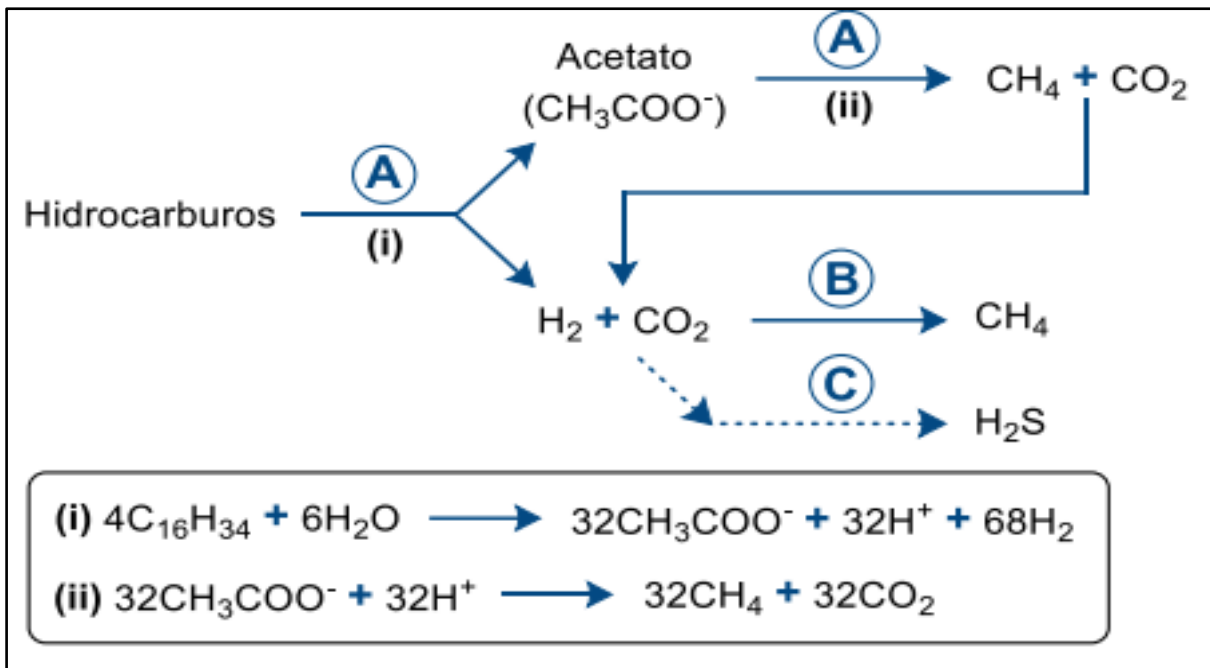 Acetato
(CH₃COO⁻)
A
(ii)
CH₄ + CO₂
Hidrocarburos
A
(i)
H₂ + CO₂
B
CH₄
C
H₂S
(i) 4C₁₆H₃₄ + 6H₂O → 32CH₃COO⁻ + 32H⁺ + 68H₂
(ii) 32CH₃COO⁻ + 32H⁺ → 32CH₄ + 32CO₂